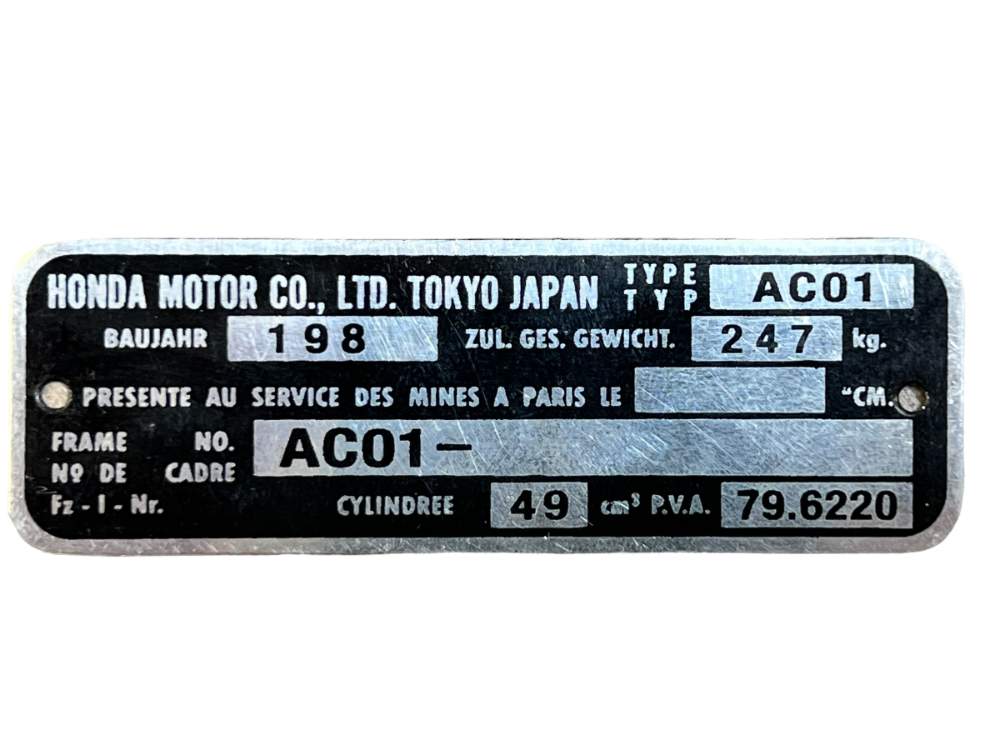 HONDA MOTOR CO., LTD. TOKYO JAPAN TYPE TYP AC01
BAUJAHR 198 ZUL. GES. GEWICHT. 247 kg.
PRESENTE AU SERVICE DES MINES A PARIS LE "CM.
FRAME NO. AC01-
Nº DE CADRE
Fz-I-Nr. CYLINDREE 49 cm³ P.V.A. 79.6220